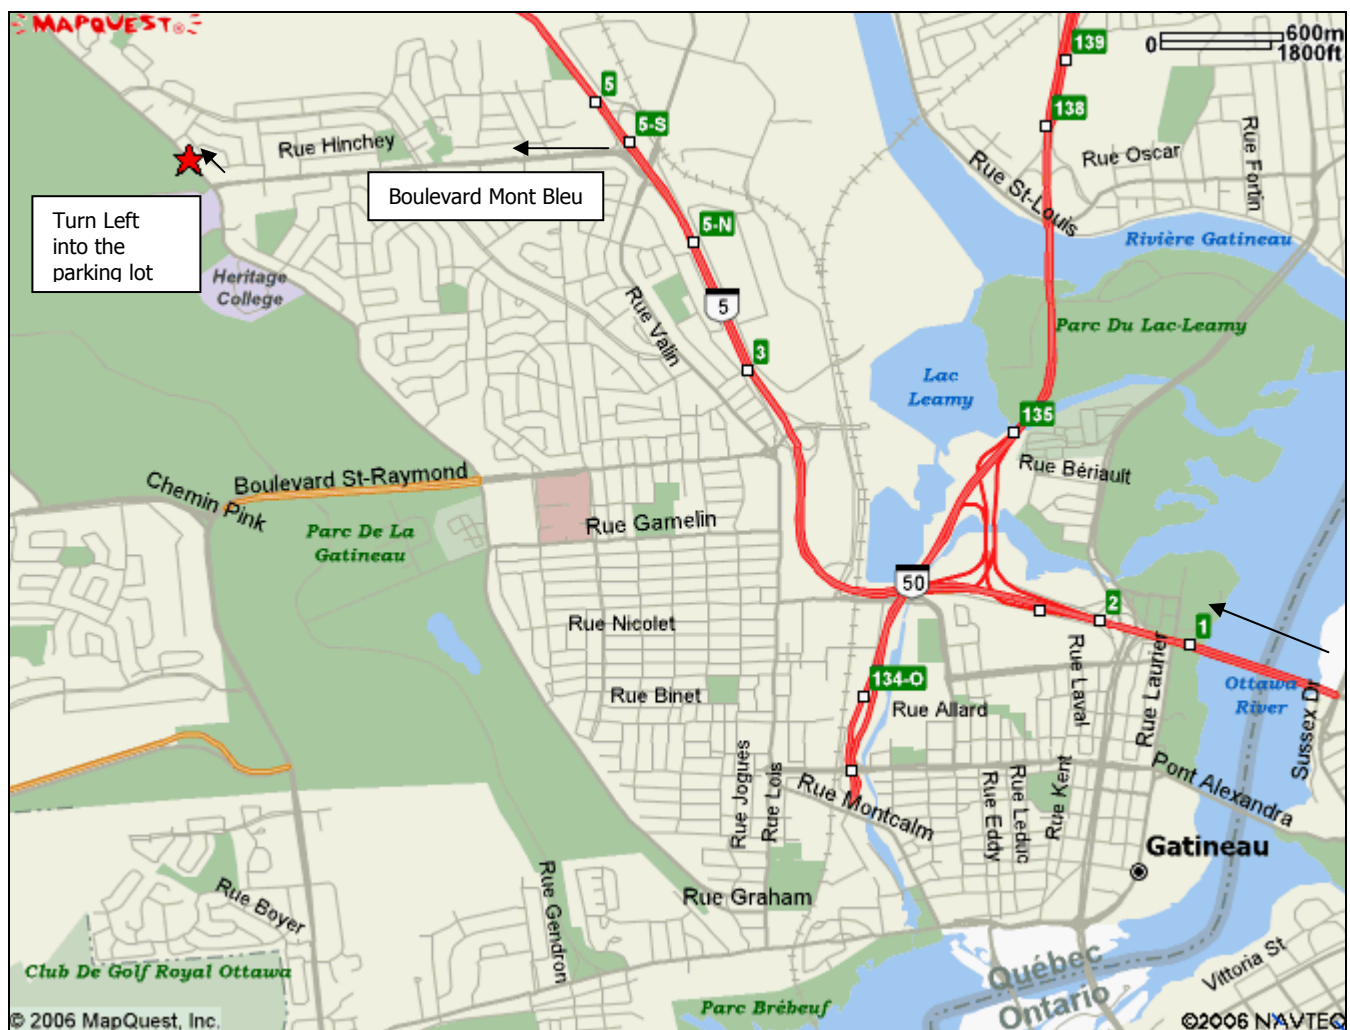 MAPQUEST
600m
0
1800ft
139
5
138
5-S
Rue Hinchey
Rue Oscar
Rue Fortin
Boulevard Mont Bleu
Rue St-Louis
Turn Left
into the
parking lot
5-N
Rivière Gatineau
Heritage
College
Rue Valin
5
Parc Du Lac-Leamy
3
Lac
Leamy
135
Rue Bériault
Boulevard St-Raymond
Chemin Pink
Parc De La
Gatineau
Rue Gamelin
50
2
1
Rue Nicolet
Rue Laval
Rue Laurier
134-O
Rue Binet
Rue Allard
Ottawa
River
Sussex Dr
Rue Jogues
Rue Lois
Rue Montcalm
Rue Eddy
Rue Leduc
Rue Kent
Pont Alexandra
Gatineau
Rue Boyer
Rue Gendron
Rue Graham
Club De Golf Royal Ottawa
Parc Brébeuf
Québec
Ontario
Vittoria St
© 2006 MapQuest, Inc.
©2006 NAVTEQ